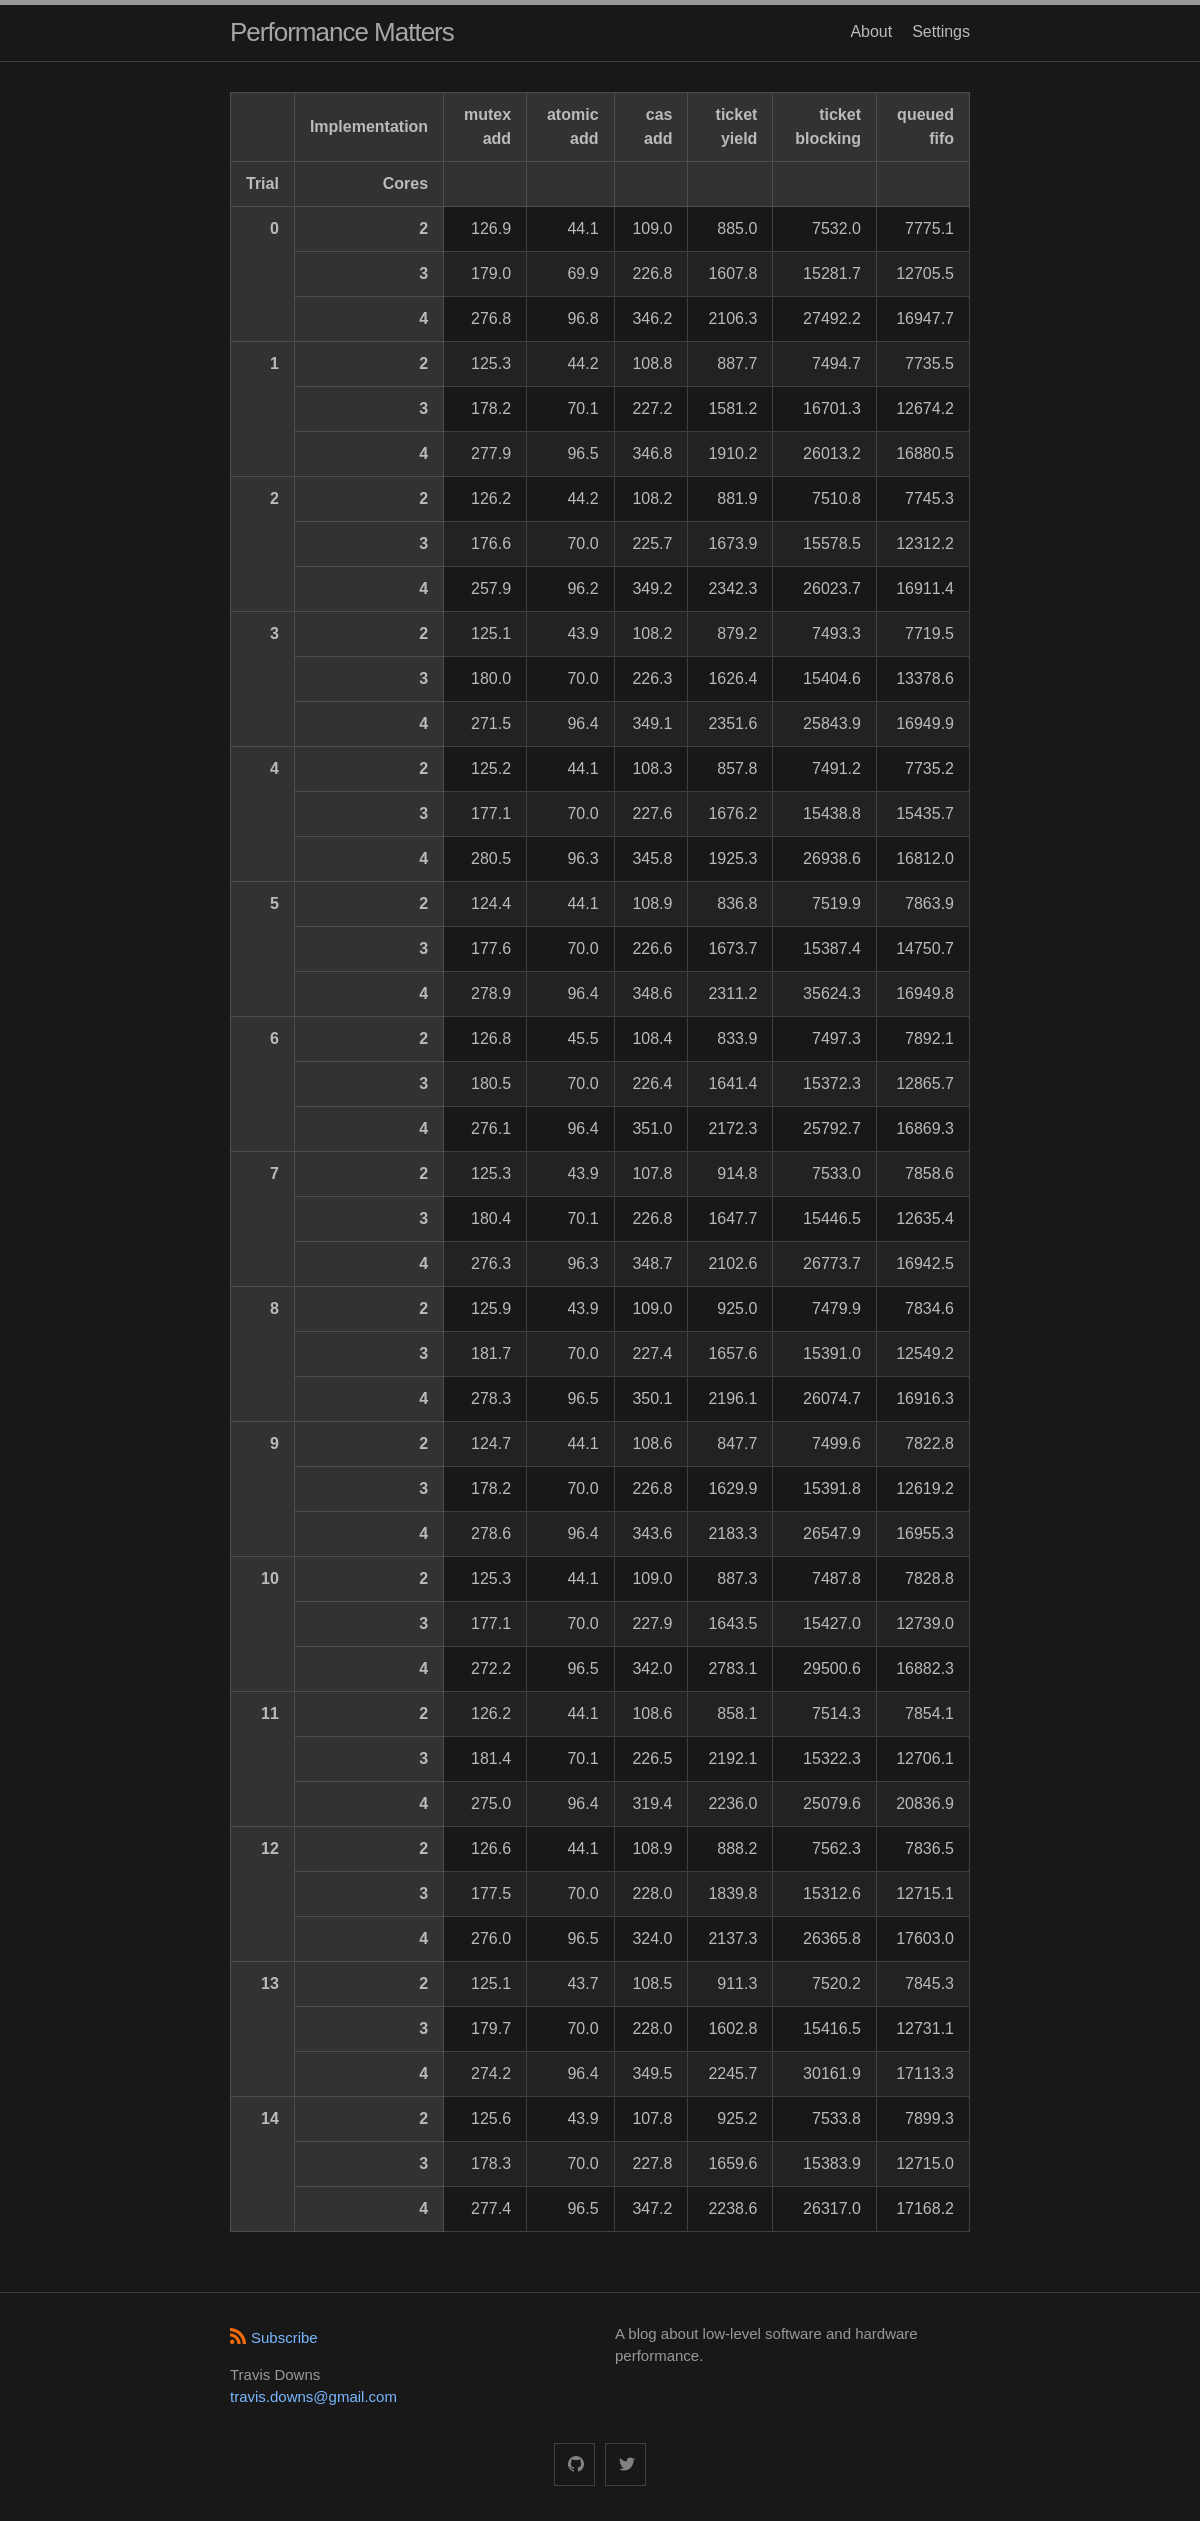 Performance Matters
About Settings
Implementation mutex add atomic add cas add ticket yield ticket blocking queued fifo
Trial Cores
0 2 126.9 44.1 109.0 885.0 7532.0 7775.1
3 179.0 69.9 226.8 1607.8 15281.7 12705.5
4 276.8 96.8 346.2 2106.3 27492.2 16947.7
1 2 125.3 44.2 108.8 887.7 7494.7 7735.5
3 178.2 70.1 227.2 1581.2 16701.3 12674.2
4 277.9 96.5 346.8 1910.2 26013.2 16880.5
2 2 126.2 44.2 108.2 881.9 7510.8 7745.3
3 176.6 70.0 225.7 1673.9 15578.5 12312.2
4 257.9 96.2 349.2 2342.3 26023.7 16911.4
3 2 125.1 43.9 108.2 879.2 7493.3 7719.5
3 180.0 70.0 226.3 1626.4 15404.6 13378.6
4 271.5 96.4 349.1 2351.6 25843.9 16949.9
4 2 125.2 44.1 108.3 857.8 7491.2 7735.2
3 177.1 70.0 227.6 1676.2 15438.8 15435.7
4 280.5 96.3 345.8 1925.3 26938.6 16812.0
5 2 124.4 44.1 108.9 836.8 7519.9 7863.9
3 177.6 70.0 226.6 1673.7 15387.4 14750.7
4 278.9 96.4 348.6 2311.2 35624.3 16949.8
6 2 126.8 45.5 108.4 833.9 7497.3 7892.1
3 180.5 70.0 226.4 1641.4 15372.3 12865.7
4 276.1 96.4 351.0 2172.3 25792.7 16869.3
7 2 125.3 43.9 107.8 914.8 7533.0 7858.6
3 180.4 70.1 226.8 1647.7 15446.5 12635.4
4 276.3 96.3 348.7 2102.6 26773.7 16942.5
8 2 125.9 43.9 109.0 925.0 7479.9 7834.6
3 181.7 70.0 227.4 1657.6 15391.0 12549.2
4 278.3 96.5 350.1 2196.1 26074.7 16916.3
9 2 124.7 44.1 108.6 847.7 7499.6 7822.8
3 178.2 70.0 226.8 1629.9 15391.8 12619.2
4 278.6 96.4 343.6 2183.3 26547.9 16955.3
10 2 125.3 44.1 109.0 887.3 7487.8 7828.8
3 177.1 70.0 227.9 1643.5 15427.0 12739.0
4 272.2 96.5 342.0 2783.1 29500.6 16882.3
11 2 126.2 44.1 108.6 858.1 7514.3 7854.1
3 181.4 70.1 226.5 2192.1 15322.3 12706.1
4 275.0 96.4 319.4 2236.0 25079.6 20836.9
12 2 126.6 44.1 108.9 888.2 7562.3 7836.5
3 177.5 70.0 228.0 1839.8 15312.6 12715.1
4 276.0 96.5 324.0 2137.3 26365.8 17603.0
13 2 125.1 43.7 108.5 911.3 7520.2 7845.3
3 179.7 70.0 228.0 1602.8 15416.5 12731.1
4 274.2 96.4 349.5 2245.7 30161.9 17113.3
14 2 125.6 43.9 107.8 925.2 7533.8 7899.3
3 178.3 70.0 227.8 1659.6 15383.9 12715.0
4 277.4 96.5 347.2 2238.6 26317.0 17168.2
Subscribe
Travis Downs
travis.downs@gmail.com
A blog about low-level software and hardware
performance.